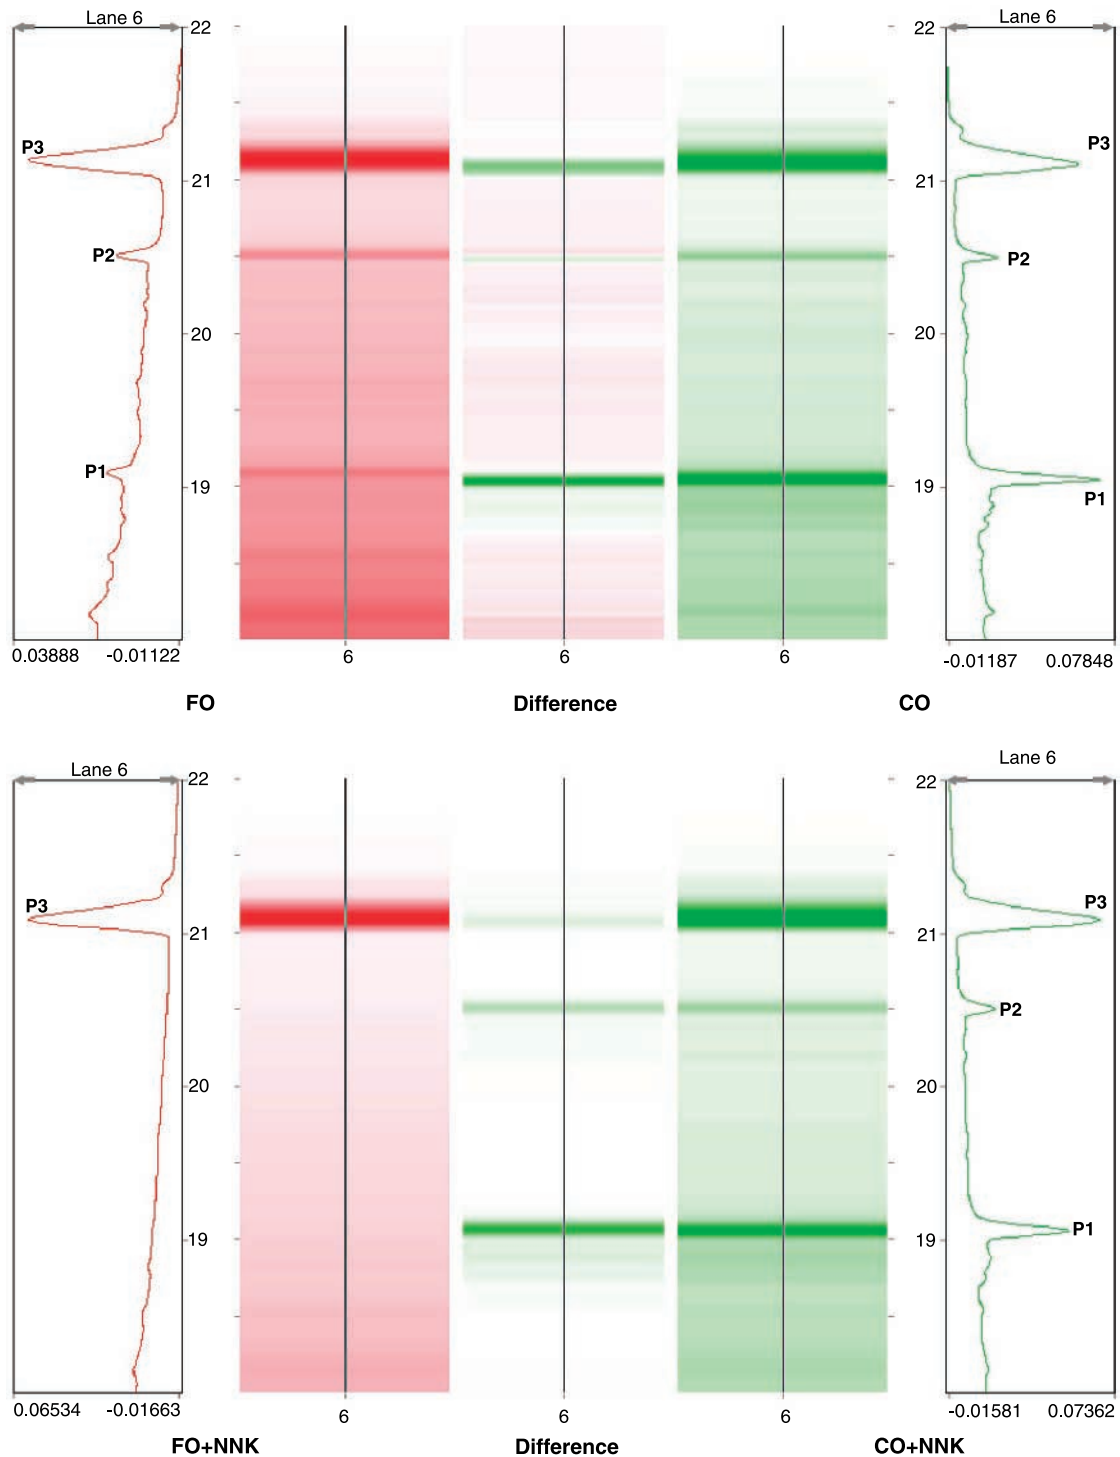 Lane 6
Lane 6
22
22
P3
P3
21
21
P2
P2
20
20
P1
19
19
P1
0.03888 -0.01122
6
6
6
-0.01187 0.07848
FO
Difference
CO
Lane 6
Lane 6
22
22
P3
P3
21
21
P2
20
20
19
19
P1
0.06534 -0.01663
6
6
6
-0.01581 0.07362
FO+NNK
Difference
CO+NNK